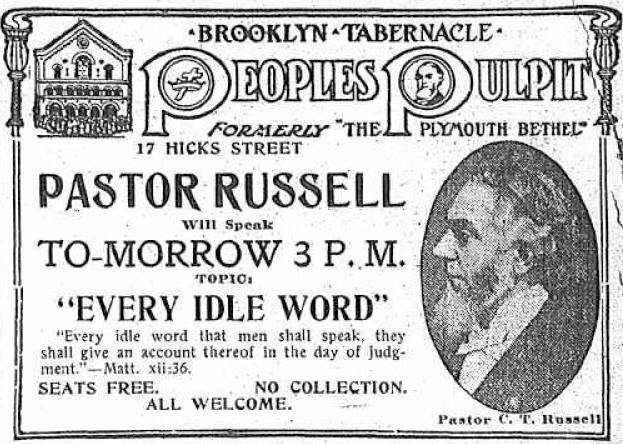 BROOKLYN TABERNACLE
PEOPLES PULPIT
FORMERLY "THE PLYMOUTH BETHEL"
17 HICKS STREET
PASTOR RUSSELL
Will Speak
TO-MORROW 3 P. M.
TOPIC:
"EVERY IDLE WORD"
"Every idle word that men shall speak, they
shall give an account thereof in the day of Judg-
ment."—Matt. xii:36.
SEATS FREE. NO COLLECTION.
ALL WELCOME.
Pastor C. T. Russell